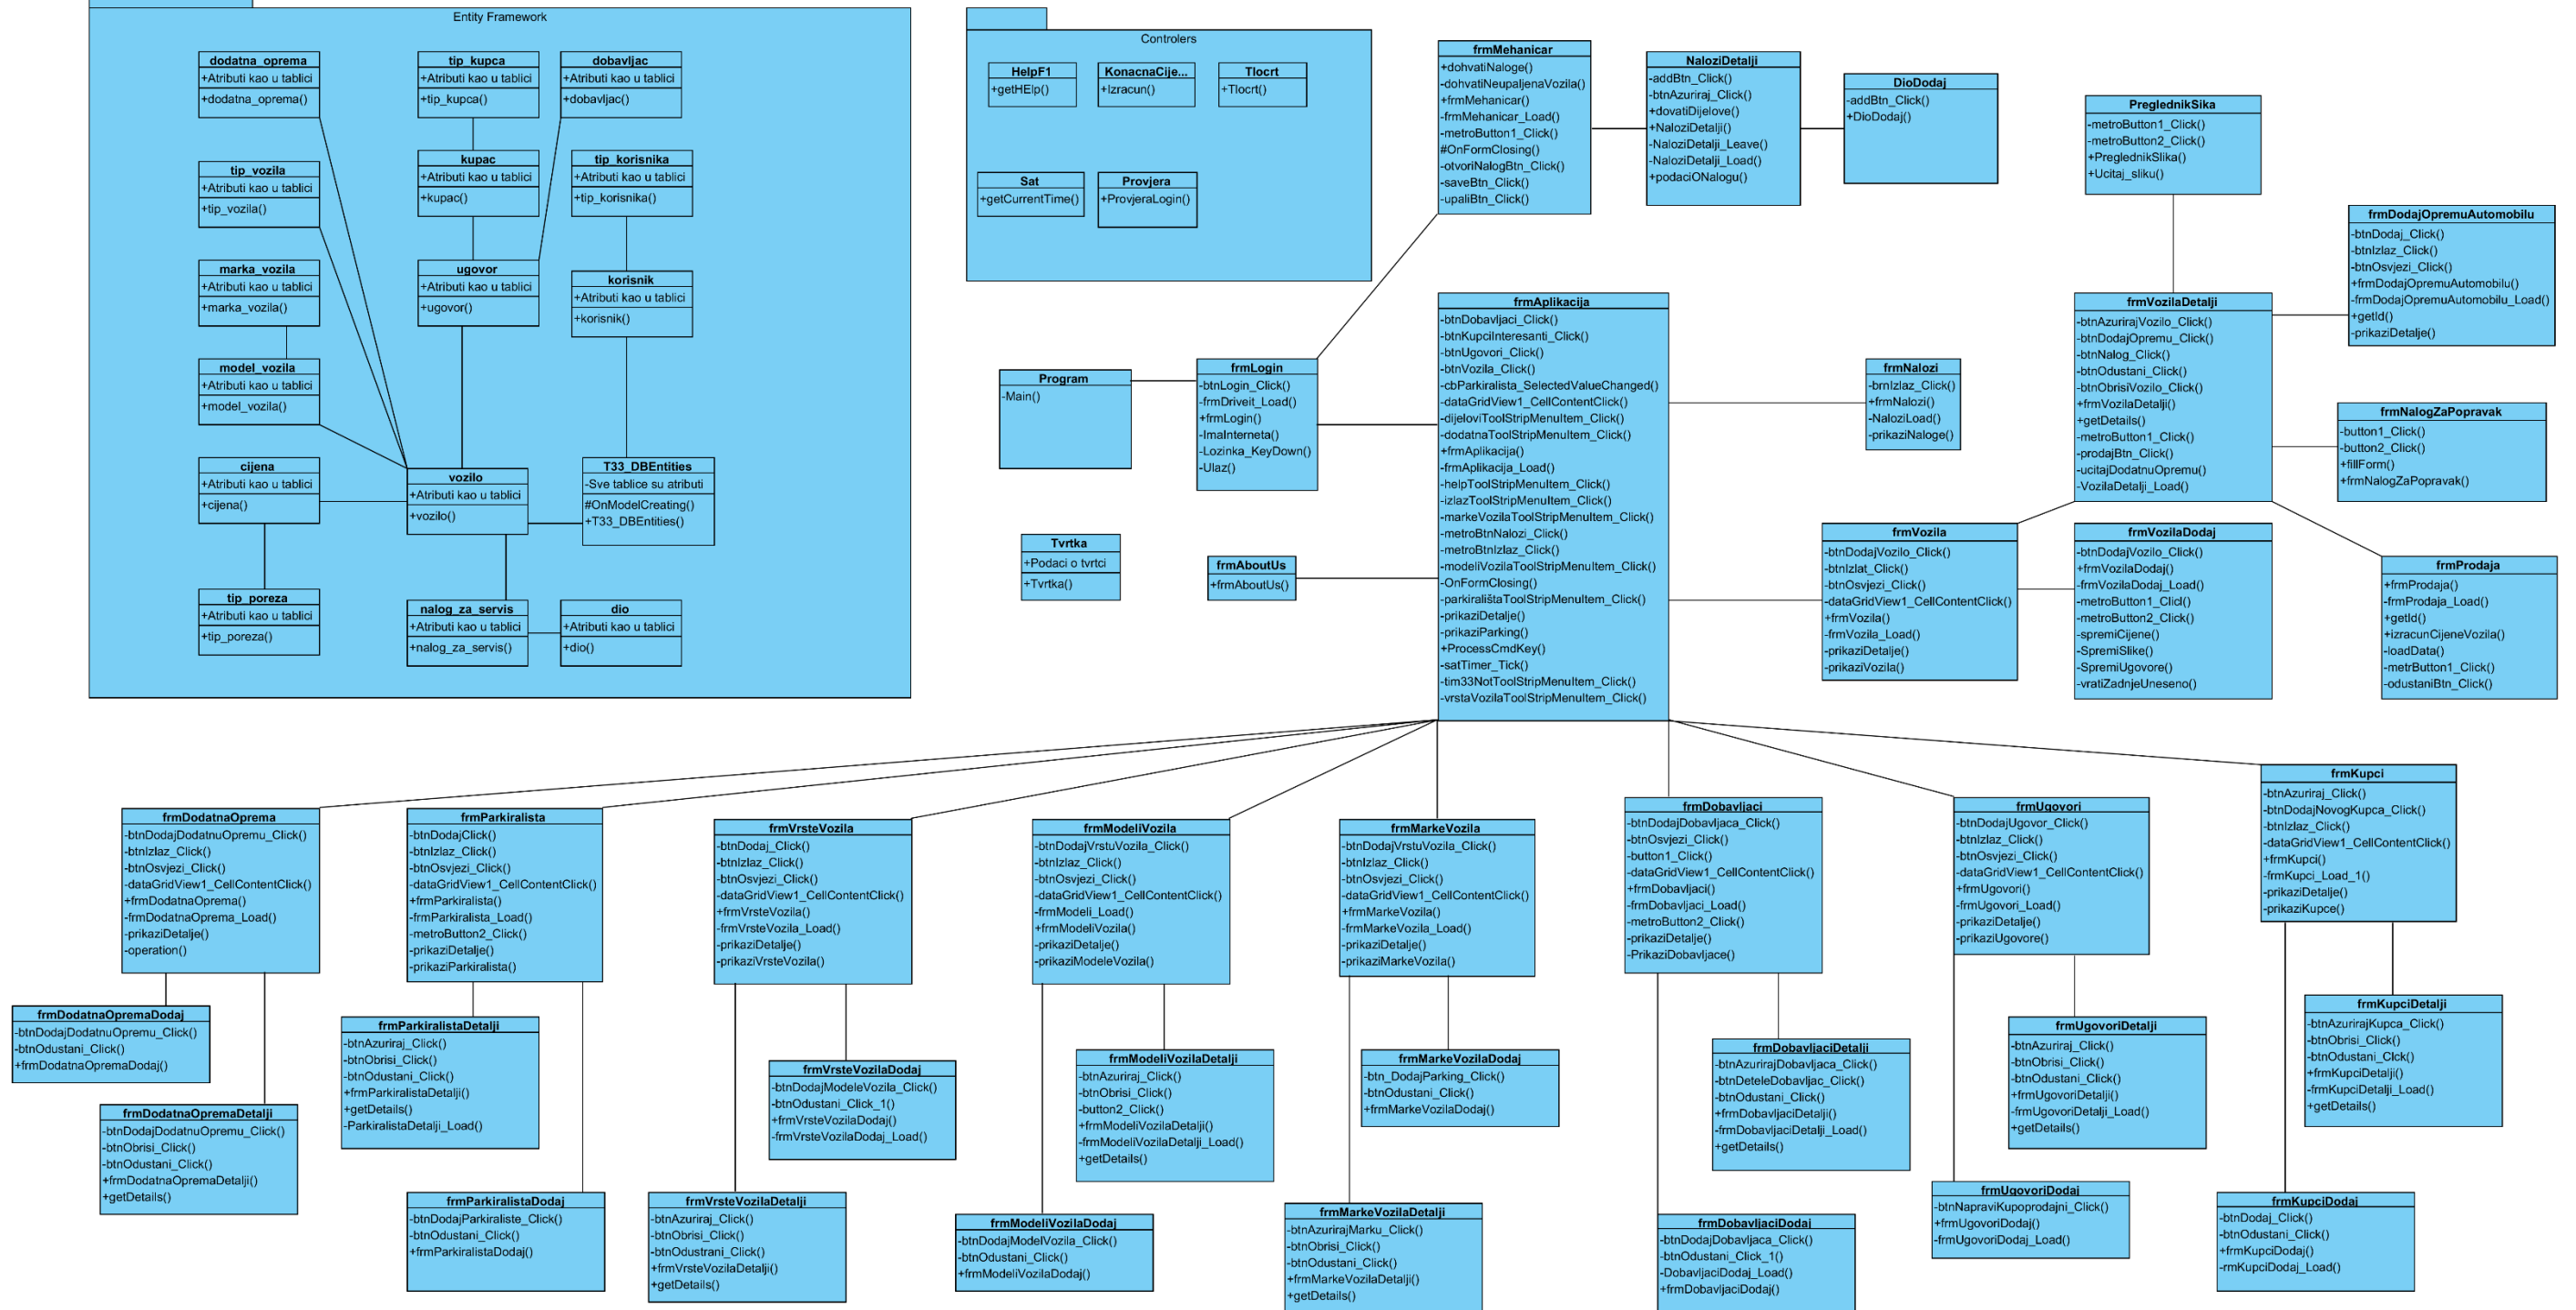 Entity Framework
dodatna_oprema
+Atributi kao u tablici
+dodatna_oprema()
tip_kupca
+Atributi kao u tablici
+tip_kupca()
dobavljac
+Atributi kao u tablici
+dobavljac()
tip_vozila
+Atributi kao u tablici
+tip_vozila()
kupac
+Atributi kao u tablici
+kupac()
tip_korisnika
+Atributi kao u tablici
+tip_korisnika()
marka_vozila
+Atributi kao u tablici
+marka_vozila()
ugovor
+Atributi kao u tablici
+ugovor()
korisnik
+Atributi kao u tablici
+korisnik()
model_vozila
+Atributi kao u tablici
+model_vozila()
cijena
+Atributi kao u tablici
+cijena()
vozilo
+Atributi kao u tablici
+vozilo()
T33_DBEntities
-Sve tablice su atributi
#OnModelCreating()
+T33_DBEntities()
tip_poreza
+Atributi kao u tablici
+tip_poreza()
nalog_za_servis
+Atributi kao u tablici
+nalog_za_servis()
dio
+Atributi kao u tablici
+dio()
Controlers
HelpF1
+getHElp()
KonacnaCije...
+Izracun()
Tlocrt
+Tlocrt()
Sat
+getCurrentTime()
Provjera
+ProvjeraLogin()
frmMehanicar
+dohvatiNaloge()
-dohvatiNeupaljenaVozila()
+frmMehanicar()
-frmMehanicar_Load()
-metroButton1_Click()
#OnFormClosing()
-otvoriNalogBtn_Click()
-saveBtn_Click()
-upaliBtn_Click()
NaloziDetalji
-addBtn_Click()
-btnAzuriraj_Click()
+dovatiDijelove()
+NaloziDetalji()
-NaloziDetalji_Leave()
-NaloziDetalji_Load()
+podaciONalogu()
DioDodaj
-addBtn_Click()
+DioDodaj()
PreglednikSika
-metroButton1_Click()
-metroButton2_Click()
+PreglednikSlika()
+Ucitaj_sliku()
frmDodajOpremuAutomobilu
-btnDodaj_Click()
-btnIzlaz_Click()
-btnOsvjezi_Click()
+frmDodajOpremuAutomobilu()
-frmDodajOpremuAutomobilu_Load()
+getId()
-prikaziDetalje()
Program
-Main()
frmLogin
-btnLogin_Click()
-frmDriveit_Load()
+frmLogin()
-ImaInterneta()
-Lozinka_KeyDown()
-Ulaz()
frmAplikacija
-btnDobavljaci_Click()
-btnKupciInteresanti_Click()
-btnUgovori_Click()
-btnVozila_Click()
-cbParkiralista_SelectedValueChanged()
-dataGridView1_CellContentClick()
-dijeloviToolStripMenuItem_Click()
-dodatnaToolStripMenuItem_Click()
+frmAplikacija()
-frmAplikacija_Load()
-helpToolStripMenuItem_Click()
-izlazToolStripMenuItem_Click()
-markeVozilaToolStripMenuItem_Click()
-metroBtnNalozi_Click()
-metroBtnIzlaz_Click()
-modeliVozilaToolStripMenuItem_Click()
-OnFormClosing()
-parkiralištaToolStripMenuItem_Click()
-prikaziDetalje()
-prikaziParking()
+ProcessCmdKey()
-satTimer_Tick()
-tim33NotToolStripMenuItem_Click()
-vrstaVozilaToolStripMenuItem_Click()
Tvrtka
+Podaci o tvrtci
+Tvrtka()
frmAboutUs
+frmAboutUs()
frmNalozi
-brnIzlaz_Click()
+frmNalozi()
-NaloziLoad()
-prikaziNaloge()
frmVozilaDetalji
-btnAzurirajVozilo_Click()
-btnDodajOpremu_Click()
-btnNalog_Click()
-btnOdustani_Click()
-btnObrisiVozilo_Click()
+frmVozilaDetalji()
+getDetails()
-metroButton1_Click()
-prodajBtn_Click()
-ucitajDodatnuOpremu()
-VozilaDetalji_Load()
frmNalogZaPopravak
-button1_Click()
-button2_Click()
+fillForm()
+frmNalogZaPopravak()
frmVozila
-btnDodajVozilo_Click()
-btnIzlat_Click()
-btnOsvjezi_Click()
-dataGridView1_CellContentClick()
+frmVozila()
-frmVozila_Load()
-prikaziDetalje()
-prikaziVozila()
frmVozilaDodaj
-btnDodajVozilo_Click()
+frmVozilaDodaj()
-frmVozilaDodaj_Load()
-metroButton1_Clicl()
-metroButton2_Click()
-spremiCijene()
-SpremiSlike()
-SpremiUgovore()
-vratiZadnjeUneseno()
frmProdaja
+frmProdaja()
-frmProdaja_Load()
+getId()
+izracunCijeneVozila()
-loadData()
-metrButton1_Click()
-odustaniBtn_Click()
frmDodatnaOprema
-btnDodajDodatnuOpremu_Click()
-btnIzlaz_Click()
-btnOsvjezi_Click()
-dataGridView1_CellContentClick()
+frmDodatnaOprema()
-frmDodatnaOprema_Load()
-prikaziDetalje()
-operation()
frmParkiralista
-btnDodajClick()
-btnIzlaz_Click()
-btnOsvjezi_Click()
-dataGridView1_CellContentClick()
+frmParkiralista()
-frmParkiralista_Load()
-metroButton2_Click()
-prikaziDetalje()
-prikaziParkiralista()
frmVrsteVozila
-btnDodaj_Click()
-btnIzlaz_Click()
-btnOsvjezi_Click()
-dataGridView1_CellContentClick()
+frmVrsteVozila()
-frmVrsteVozila_Load()
-prikaziDetalje()
-prikaziVrsteVozila()
frmModeliVozila
-btnDodajVrstuVozila_Click()
-btnIzlaz_Click()
-btnOsvjezi_Click()
-dataGridView1_CellContentClick()
-frmModeli_Load()
+frmModeliVozila()
-prikaziDetalje()
-prikaziModeleVozila()
frmMarkeVozila
-btnDodajVrstuVozila_Click()
-btnIzlaz_Click()
-btnOsvjezi_Click()
-dataGridView1_CellContentClick()
+frmMarkeVozila()
-frmMarkeVozila_Load()
-prikaziDetalje()
-prikaziMarkeVozila()
frmDobavljaci
-btnDodajDobavljaca_Click()
-btnOsvjezi_Click()
-button1_Click()
-dataGridView1_CellContentClick()
+frmDobavljaci()
-frmDobavljaci_Load()
-metroButton2_Click()
-prikaziDetalje()
-PrikaziDobavljace()
frmUgovori
-btnDodajUgovor_Click()
-btnIzlaz_Click()
-btnOsvjezi_Click()
-dataGridView1_CellContentClick()
+frmUgovori()
-frmUgovori_Load()
-prikaziDetalje()
-prikaziUgovore()
frmKupci
-btnAzuriraj_Click()
-btnDodajNovogKupca_Click()
-btnIzlaz_Click()
-dataGridView1_CellContentClick()
+frmKupci()
-frmKupci_Load_1()
-prikaziDetalje()
-prikaziKupce()
frmDodatnaOpremaDodaj
-btnDodajDodatnuOpremu_Click()
-btnOdustani_Click()
+frmDodatnaOpremaDodaj()
frmDodatnaOpremaDetalji
-btnDodajDodatnuOpremu_Click()
-btnObrisi_Click()
-btnOdustani_Click()
+frmDodatnaOpremaDetalji()
+getDetails()
frmParkiralistaDetalji
-btnAzuriraj_Click()
-btnObrisi_Click()
-btnOdustani_Click()
+frmParkiralistaDetalji()
+getDetails()
-ParkiralistaDetalji_Load()
frmParkiralistaDodaj
-btnDodajParkiraliste_Click()
-btnOdustani_Click()
+frmParkiralistaDodaj()
frmVrsteVozilaDodaj
-btnDodajModeleVozila_Click()
-btnOdustani_Click_1()
+frmVrsteVozilaDodaj()
-frmVrsteVozilaDodaj_Load()
frmVrsteVozilaDetalji
-btnAzuriraj_Click()
-btnObrisi_Click()
-btnOdustrani_Click()
+frmVrsteVozilaDetalji()
+getDetails()
frmModeliVozilaDetalji
-btnAzuriraj_Click()
-btnObrisi_Click()
-button2_Click()
+frmModeliVozilaDetalji()
-frmModeliVozilaDetalji_Load()
+getDetails()
frmModeliVozilaDodaj
-btnDodajModelVozila_Click()
-btnOdustani_Click()
+frmModeliVozilaDodaj()
frmMarkeVozilaDodaj
-btn_DodajParking_Click()
-btnOdustani_Click()
+frmMarkeVozilaDodaj()
frmMarkeVozilaDetalji
-btnAzurirajMarku_Click()
-btnObrisi_Click()
-btnOdustani_Click()
+frmMarkeVozilaDetalji()
+getDetails()
frmDobavljaciDetalji
-btnAzurirajDobavljaca_Click()
-btnDeteleDobavljac_Click()
-btnOdustani_Click()
+frmDobavljaciDetalji()
-frmDobavljaciDetalji_Load()
+getDetails()
frmDobavljaciDodaj
-btnDodajDobavljaca_Click()
-btnOdustani_Click_1()
-DobavljaciDodaj_Load()
+frmDobavljaciDodaj()
frmUgovoriDetalji
-btnAzuriraj_Click()
-btnObrisi_Click()
-btnOdustani_Click()
+frmUgovoriDetalji()
-frmUgovoriDetalji_Load()
+getDetails()
frmUgovoriDodaj
-btnNapraviKupoprodajni_Click()
+frmUgovoriDodaj()
-frmUgovoriDodaj_Load()
frmKupciDetalji
-btnAzurirajKupca_Click()
-btnObrisi_Click()
-btnOdustani_Clck()
+frmKupciDetalji()
-frmKupciDetalji_Load()
+getDetails()
frmKupciDodaj
-btnDodaj_Click()
-btnOdustani_Click()
+frmKupciDodaj()
-rmKupciDodaj_Load()